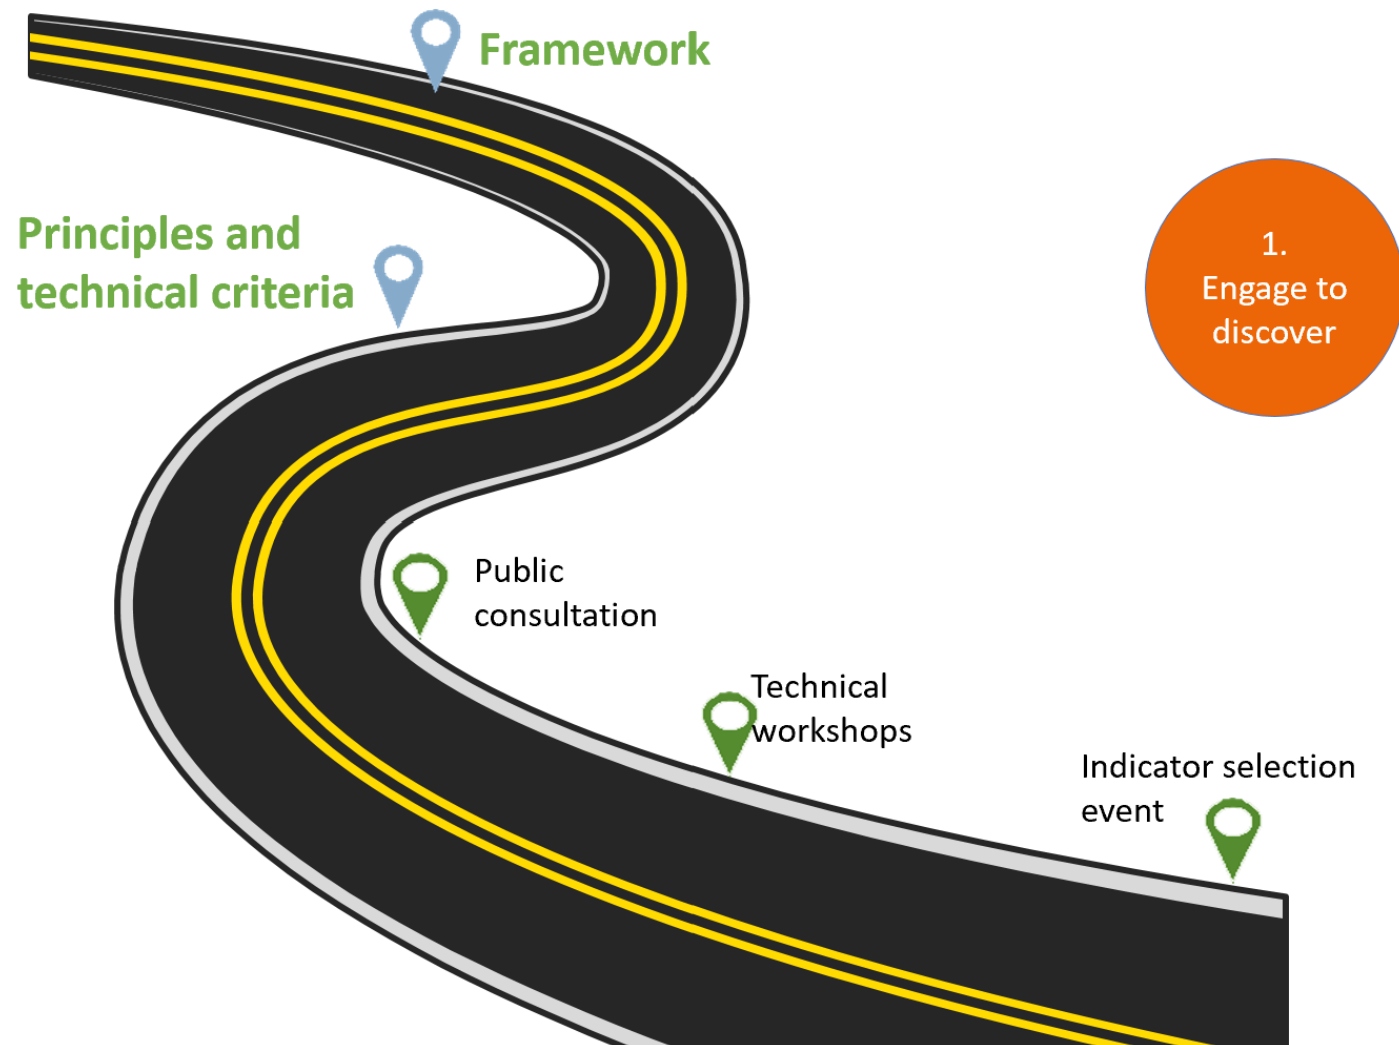 Framework
Principles and
technical criteria
1.
Engage to
discover
Public
consultation
Technical
workshops
Indicator selection
event